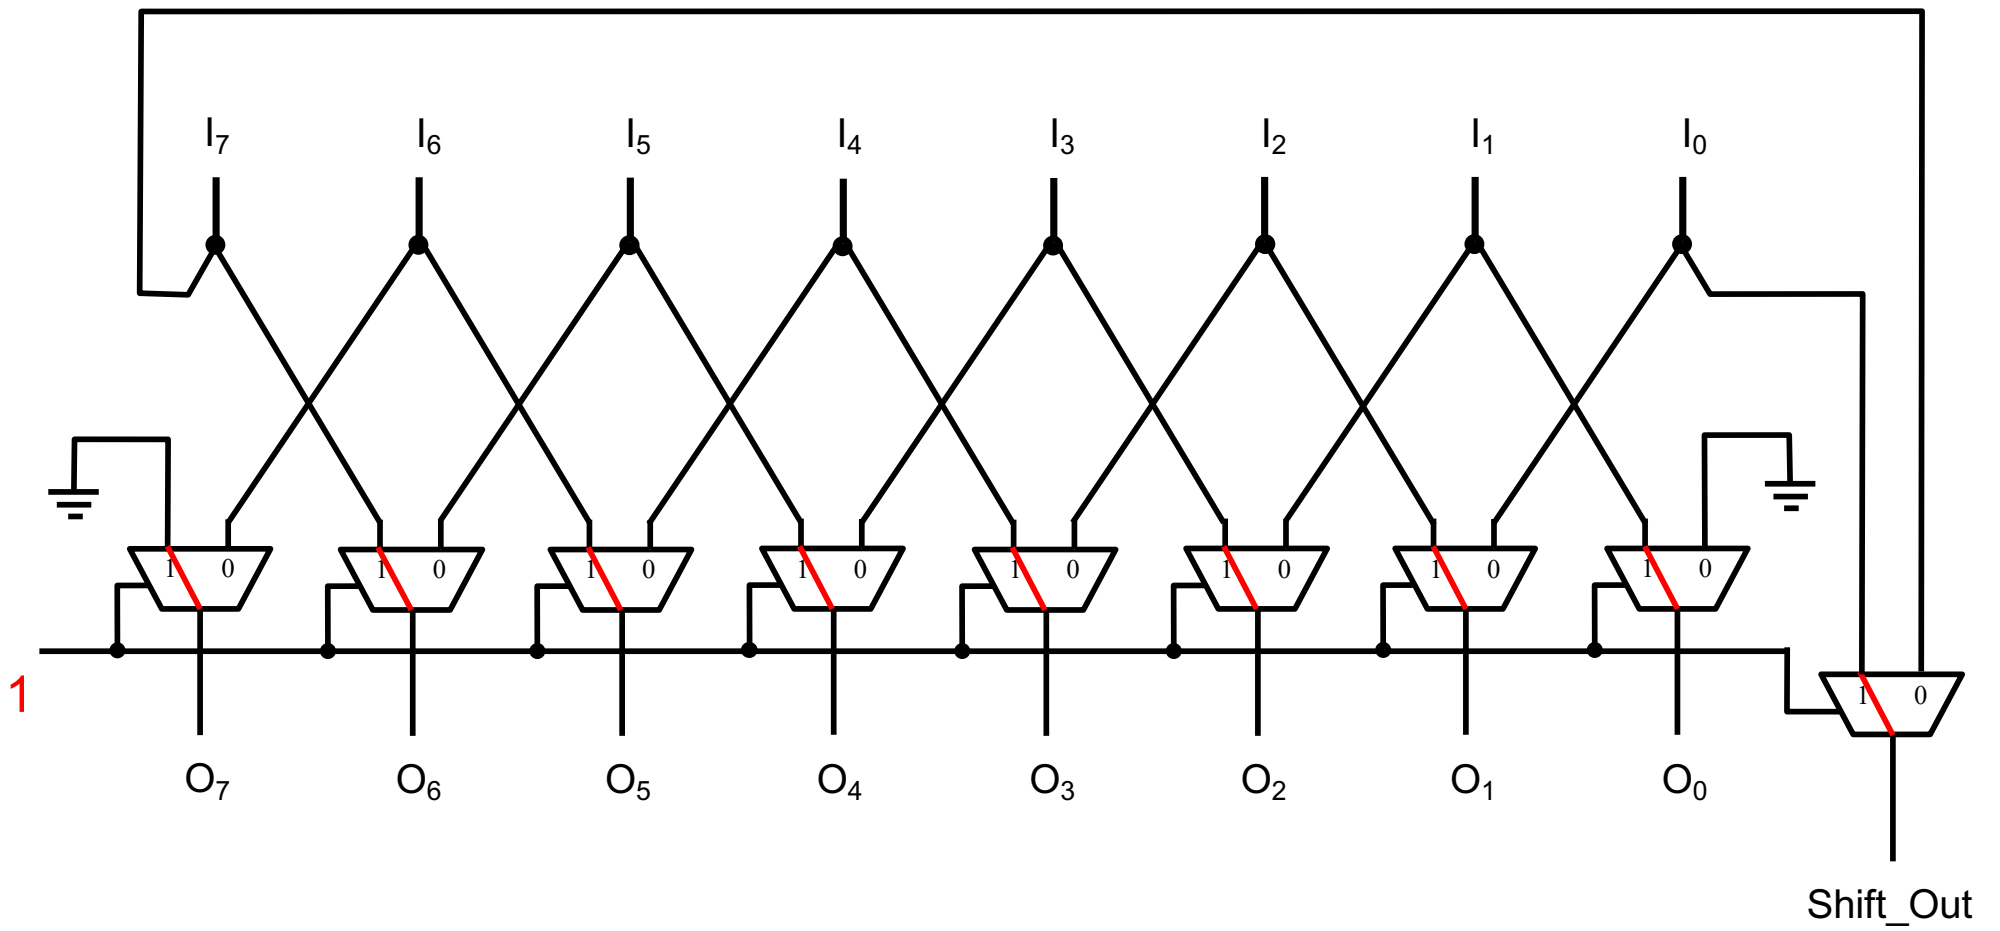 I7 I6 I5 I4 I3 I2 I1 I0
1 0 1 0 1 0 1 0 1 0 1 0 1 0 1 0
1
1 0
O7 O6 O5 O4 O3 O2 O1 O0
Shift_Out